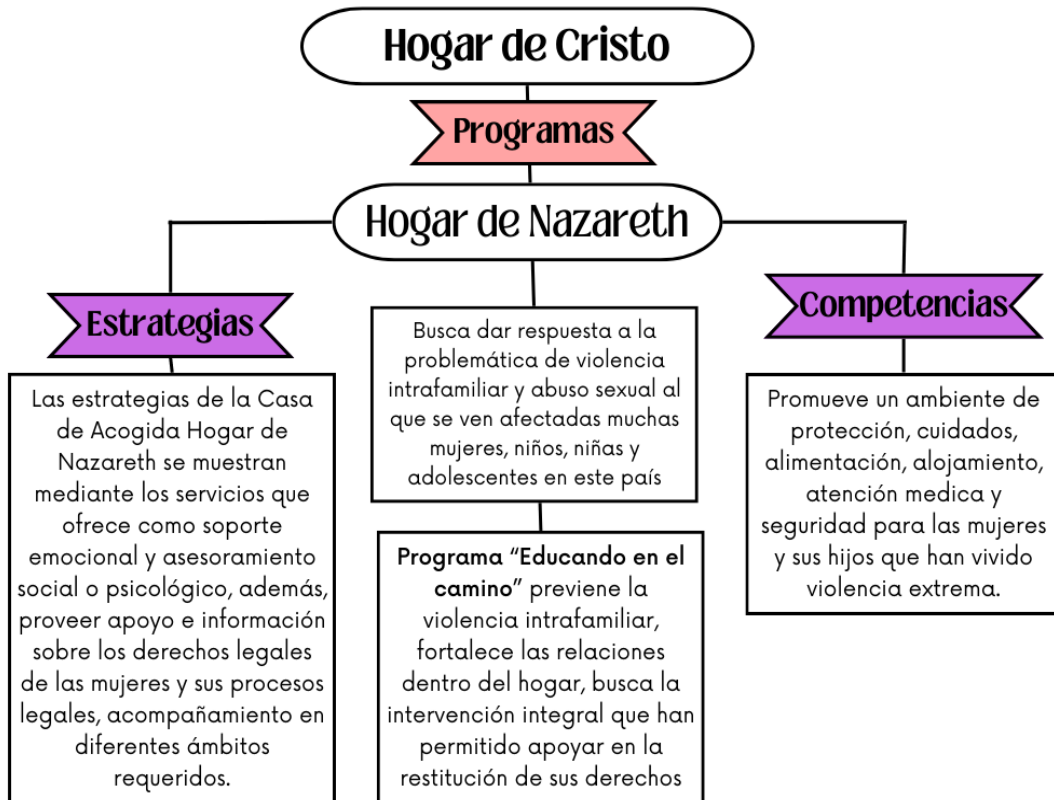 Hogar de Cristo
Programas
Hogar de Nazareth
Estrategias
Las estrategias de la Casa
de Acogida Hogar de
Nazareth se muestran
mediante los servicios que
ofrece como soporte
emocional y asesoramiento
social o psicológico, además,
proveer apoyo e información
sobre los derechos legales
de las mujeres y sus procesos
legales, acompañamiento en
diferentes ámbitos
requeridos.
Busca dar respuesta a la
problemática de violencia
intrafamiliar y abuso sexual al
que se ven afectadas muchas
mujeres, niños, niñas y
adolescentes en este país
Programa “Educando en el
camino” previene la
violencia intrafamiliar,
fortalece las relaciones
dentro del hogar, busca la
intervención integral que han
permitido apoyar en la
restitución de sus derechos
Competencias
Promueve un ambiente de
protección, cuidados,
alimentación, alojamiento,
atención medica y
seguridad para las mujeres
y sus hijos que han vivido
violencia extrema.